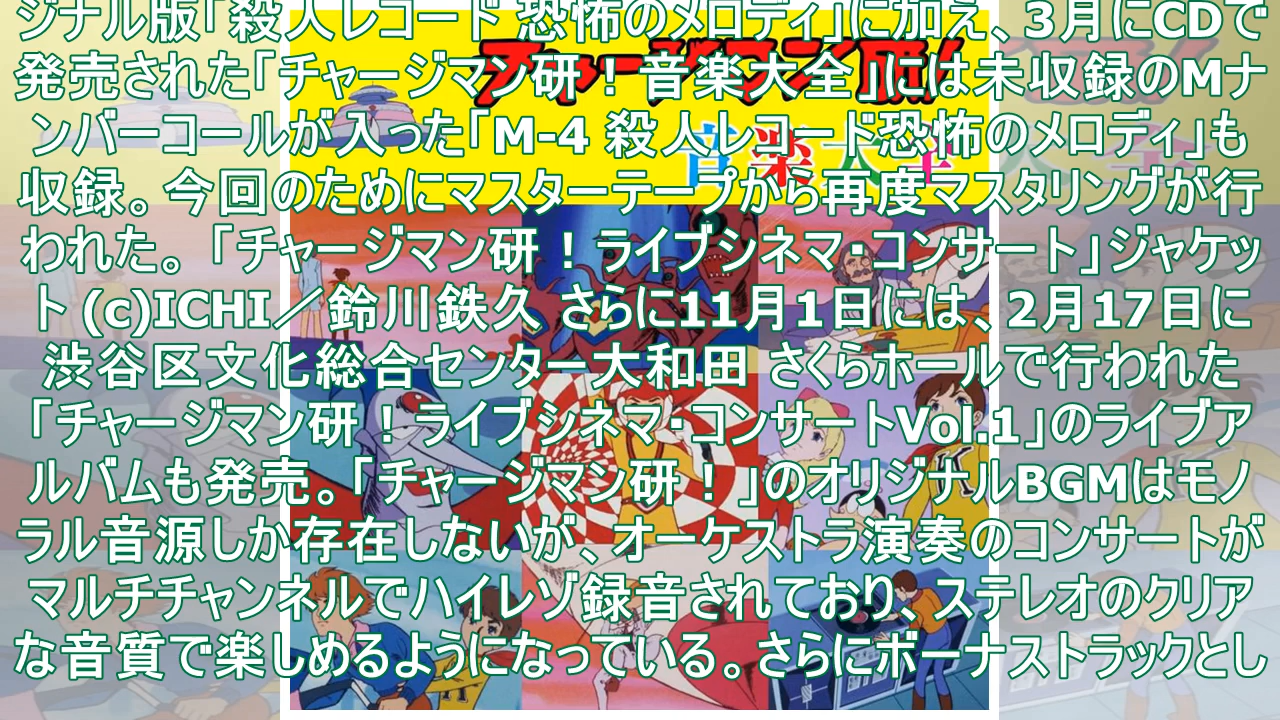 ジナル版「殺人レコード 恐怖のメロディ」に加え、3月にCDで
発売された「チャージマン研！音楽大全」には未収録のMナ
ンバーコールが入った「M-4 殺人レコード恐怖のメロディ」も
収録。今回のためにマスターテープから再度マスタリングが行
われた。 「チャージマン研！ライブシネマ・コンサート」ジャケッ
ト (c)ICHI／鈴川鉄久 さらに11月1日には、2月17日に
渋谷区文化総合センター大和田 さくらホールで行われた
「チャージマン研！ライブシネマ・コンサートVol.1」のライブア
ルバムも発売。「チャージマン研！」のオリジナルBGMはモノ
ラル音源しか存在しないが、オーケストラ演奏のコンサートが
マルチチャンネルでハイレゾ録音されており、ステレオのクリア
な音質で楽しめるようになっている。さらにボーナストラックとし
チャージマン研!
音楽大全